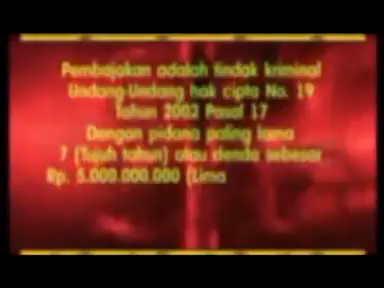 Pembajakan adalah tindak kriminal
Undang-Undang hak cipta No. 19
Tahun 2002 Pasal 17
Dengan pidana paling lama
7 (Tujuh tahun) atau denda sebesar
Rp. 5.000.000.000 (Lima